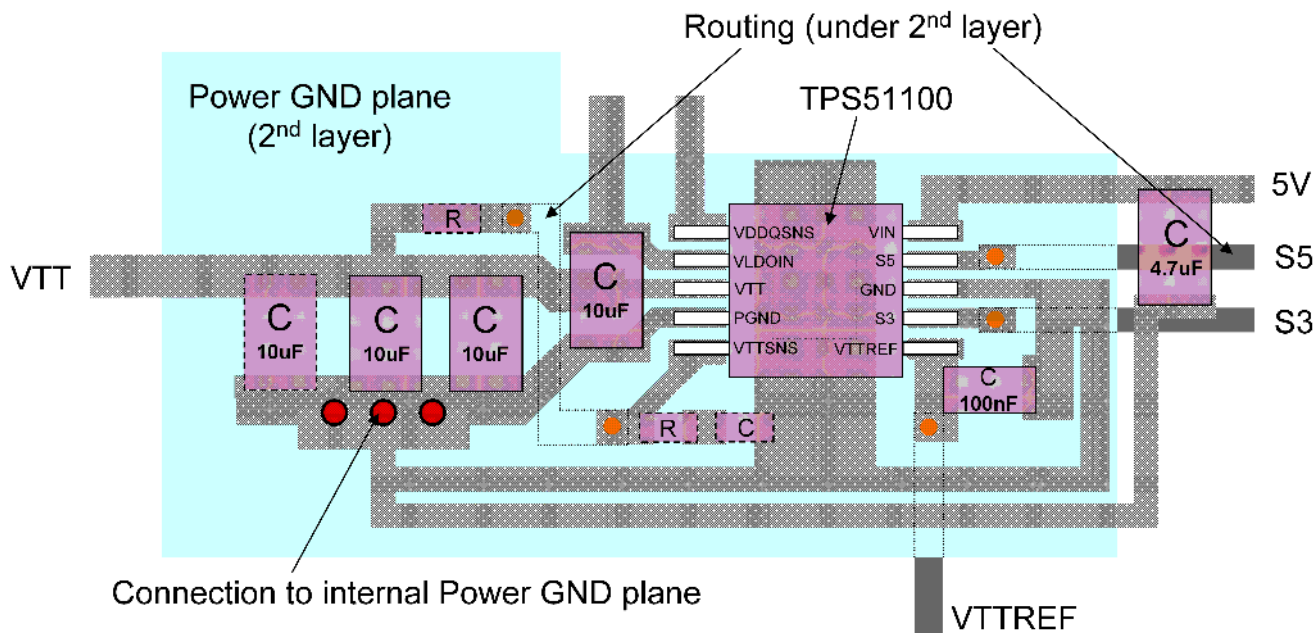 Routing (under 2nd layer)
Power GND plane
(2nd layer)
TPS51100
5V
R
VDDQSNS
VIN
C
4.7uF
S5
VTT
C
10uF
VLDOIN
S5
VTT
GND
C
10uF
C
10uF
C
10uF
PGND
S3
S3
VTTSNS
VTTREF
C
100nF
R
C
Connection to internal Power GND plane
VTTREF